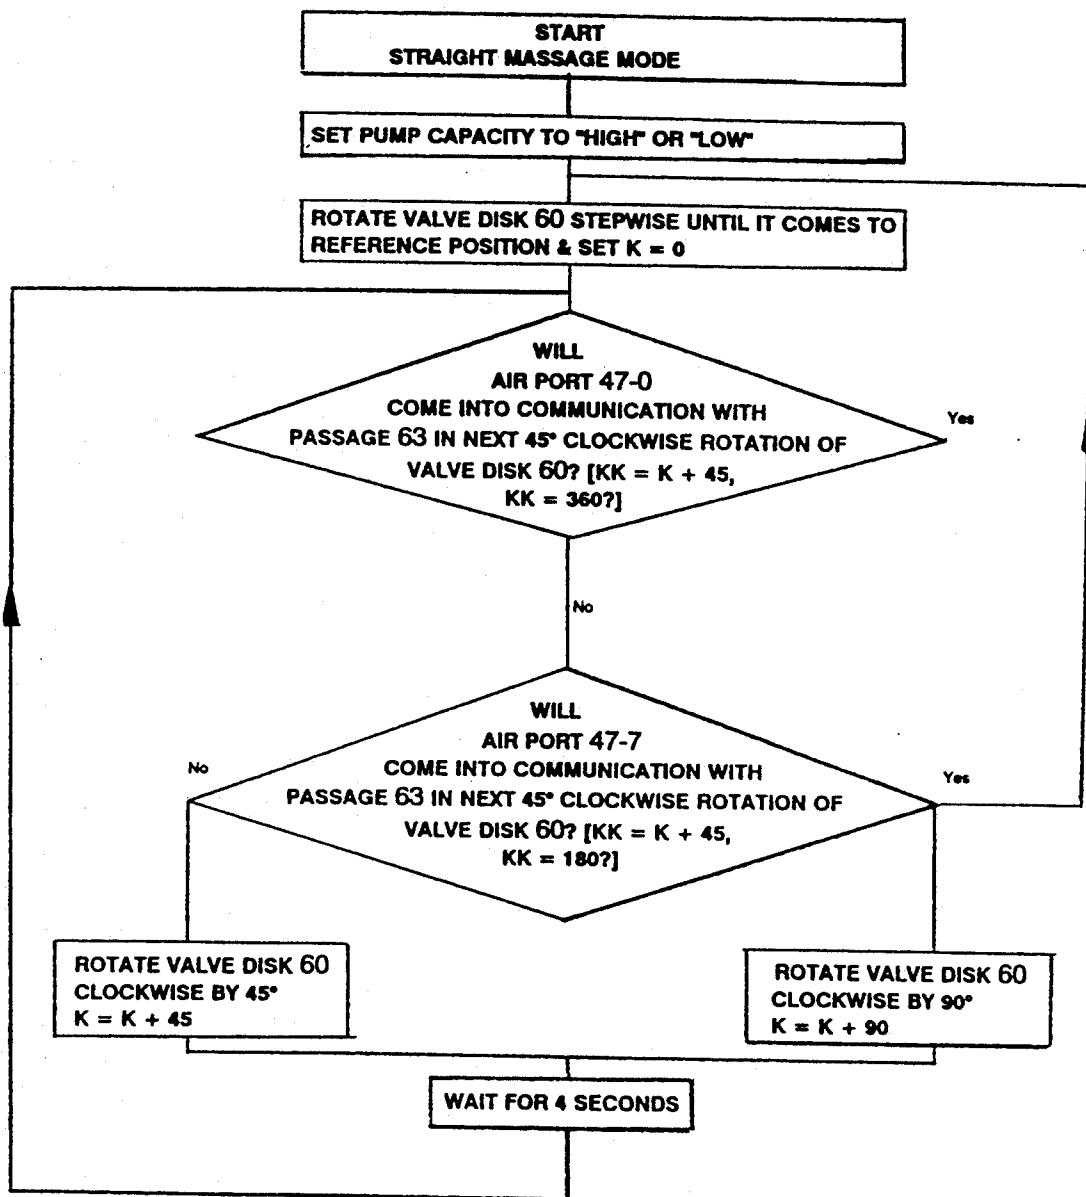 START
STRAIGHT MASSAGE MODE
SET PUMP CAPACITY TO "HIGH" OR "LOW"
ROTATE VALVE DISK 60 STEPWISE UNTIL IT COMES TO
REFERENCE POSITION & SET K = 0
WILL
AIR PORT 47-0
COME INTO COMMUNICATION WITH
PASSAGE 63 IN NEXT 45° CLOCKWISE ROTATION OF
VALVE DISK 60? [KK = K + 45,
KK = 360?]
Yes
No
WILL
AIR PORT 47-7
COME INTO COMMUNICATION WITH
PASSAGE 63 IN NEXT 45° CLOCKWISE ROTATION OF
VALVE DISK 60? [KK = K + 45,
KK = 180?]
No
Yes
ROTATE VALVE DISK 60
CLOCKWISE BY 45°
K = K + 45
ROTATE VALVE DISK 60
CLOCKWISE BY 90°
K = K + 90
WAIT FOR 4 SECONDS